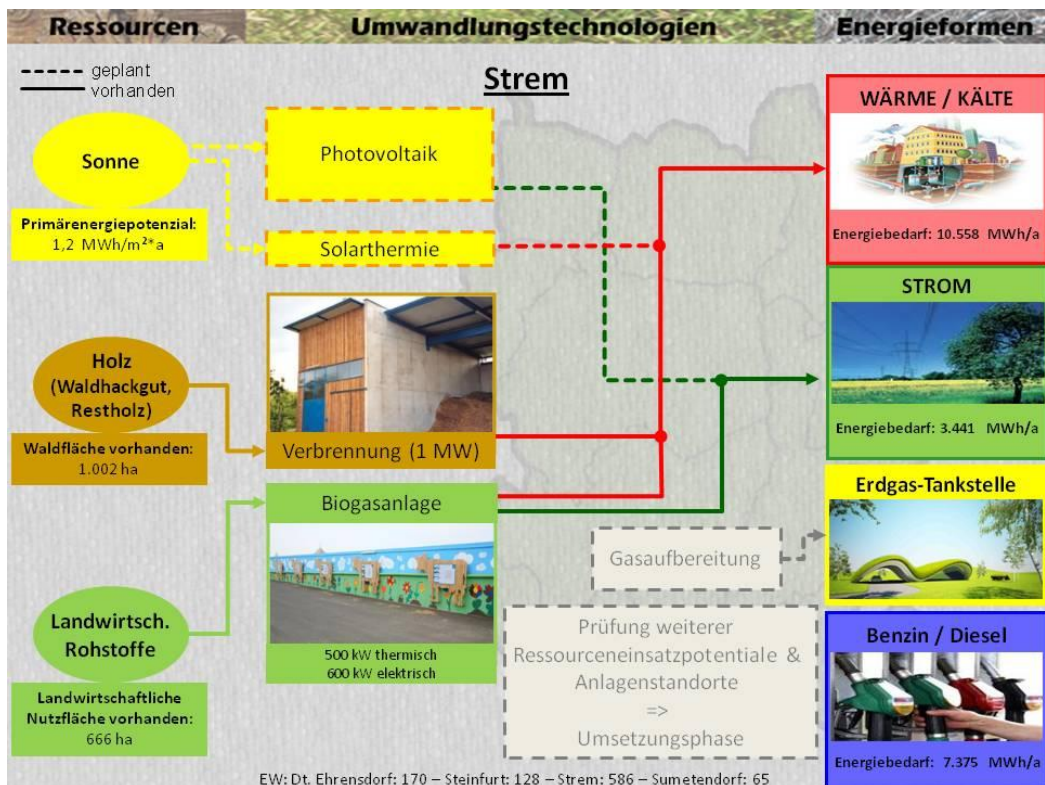 Ressourcen
Umwandlungstechnologien
Energieformen
geplant
vorhanden
Strem
Sonne
Primärenergiepotenzial:
1,2 MWh/m²*a
Holz
(Waldhackgut,
Restholz)
Waldfläche vorhanden:
1.002 ha
Landwirtsch.
Rohstoffe
Landwirtschaftliche
Nutzfläche vorhanden:
666 ha
Photovoltaik
Solarthermie
Verbrennung (1 MW)
Biogasanlage
500 kW thermisch
600 kW elektrisch
Gasaufbereitung
Prüfung weiterer
Ressourceneinsatzpotentiale &
Anlagenstandorte
=>
Umsetzungsphase
WÄRME / KÄLTE
Energiebedarf: 10.558 MWh/a
STROM
Energiebedarf: 3.441 MWh/a
Erdgas-Tankstelle
Benzin / Diesel
Energiebedarf: 7.375 MWh/a
EW: Dt. Ehrensdorf: 170 – Steinfurt: 128 – Strem: 586 – Sumetendorf: 65